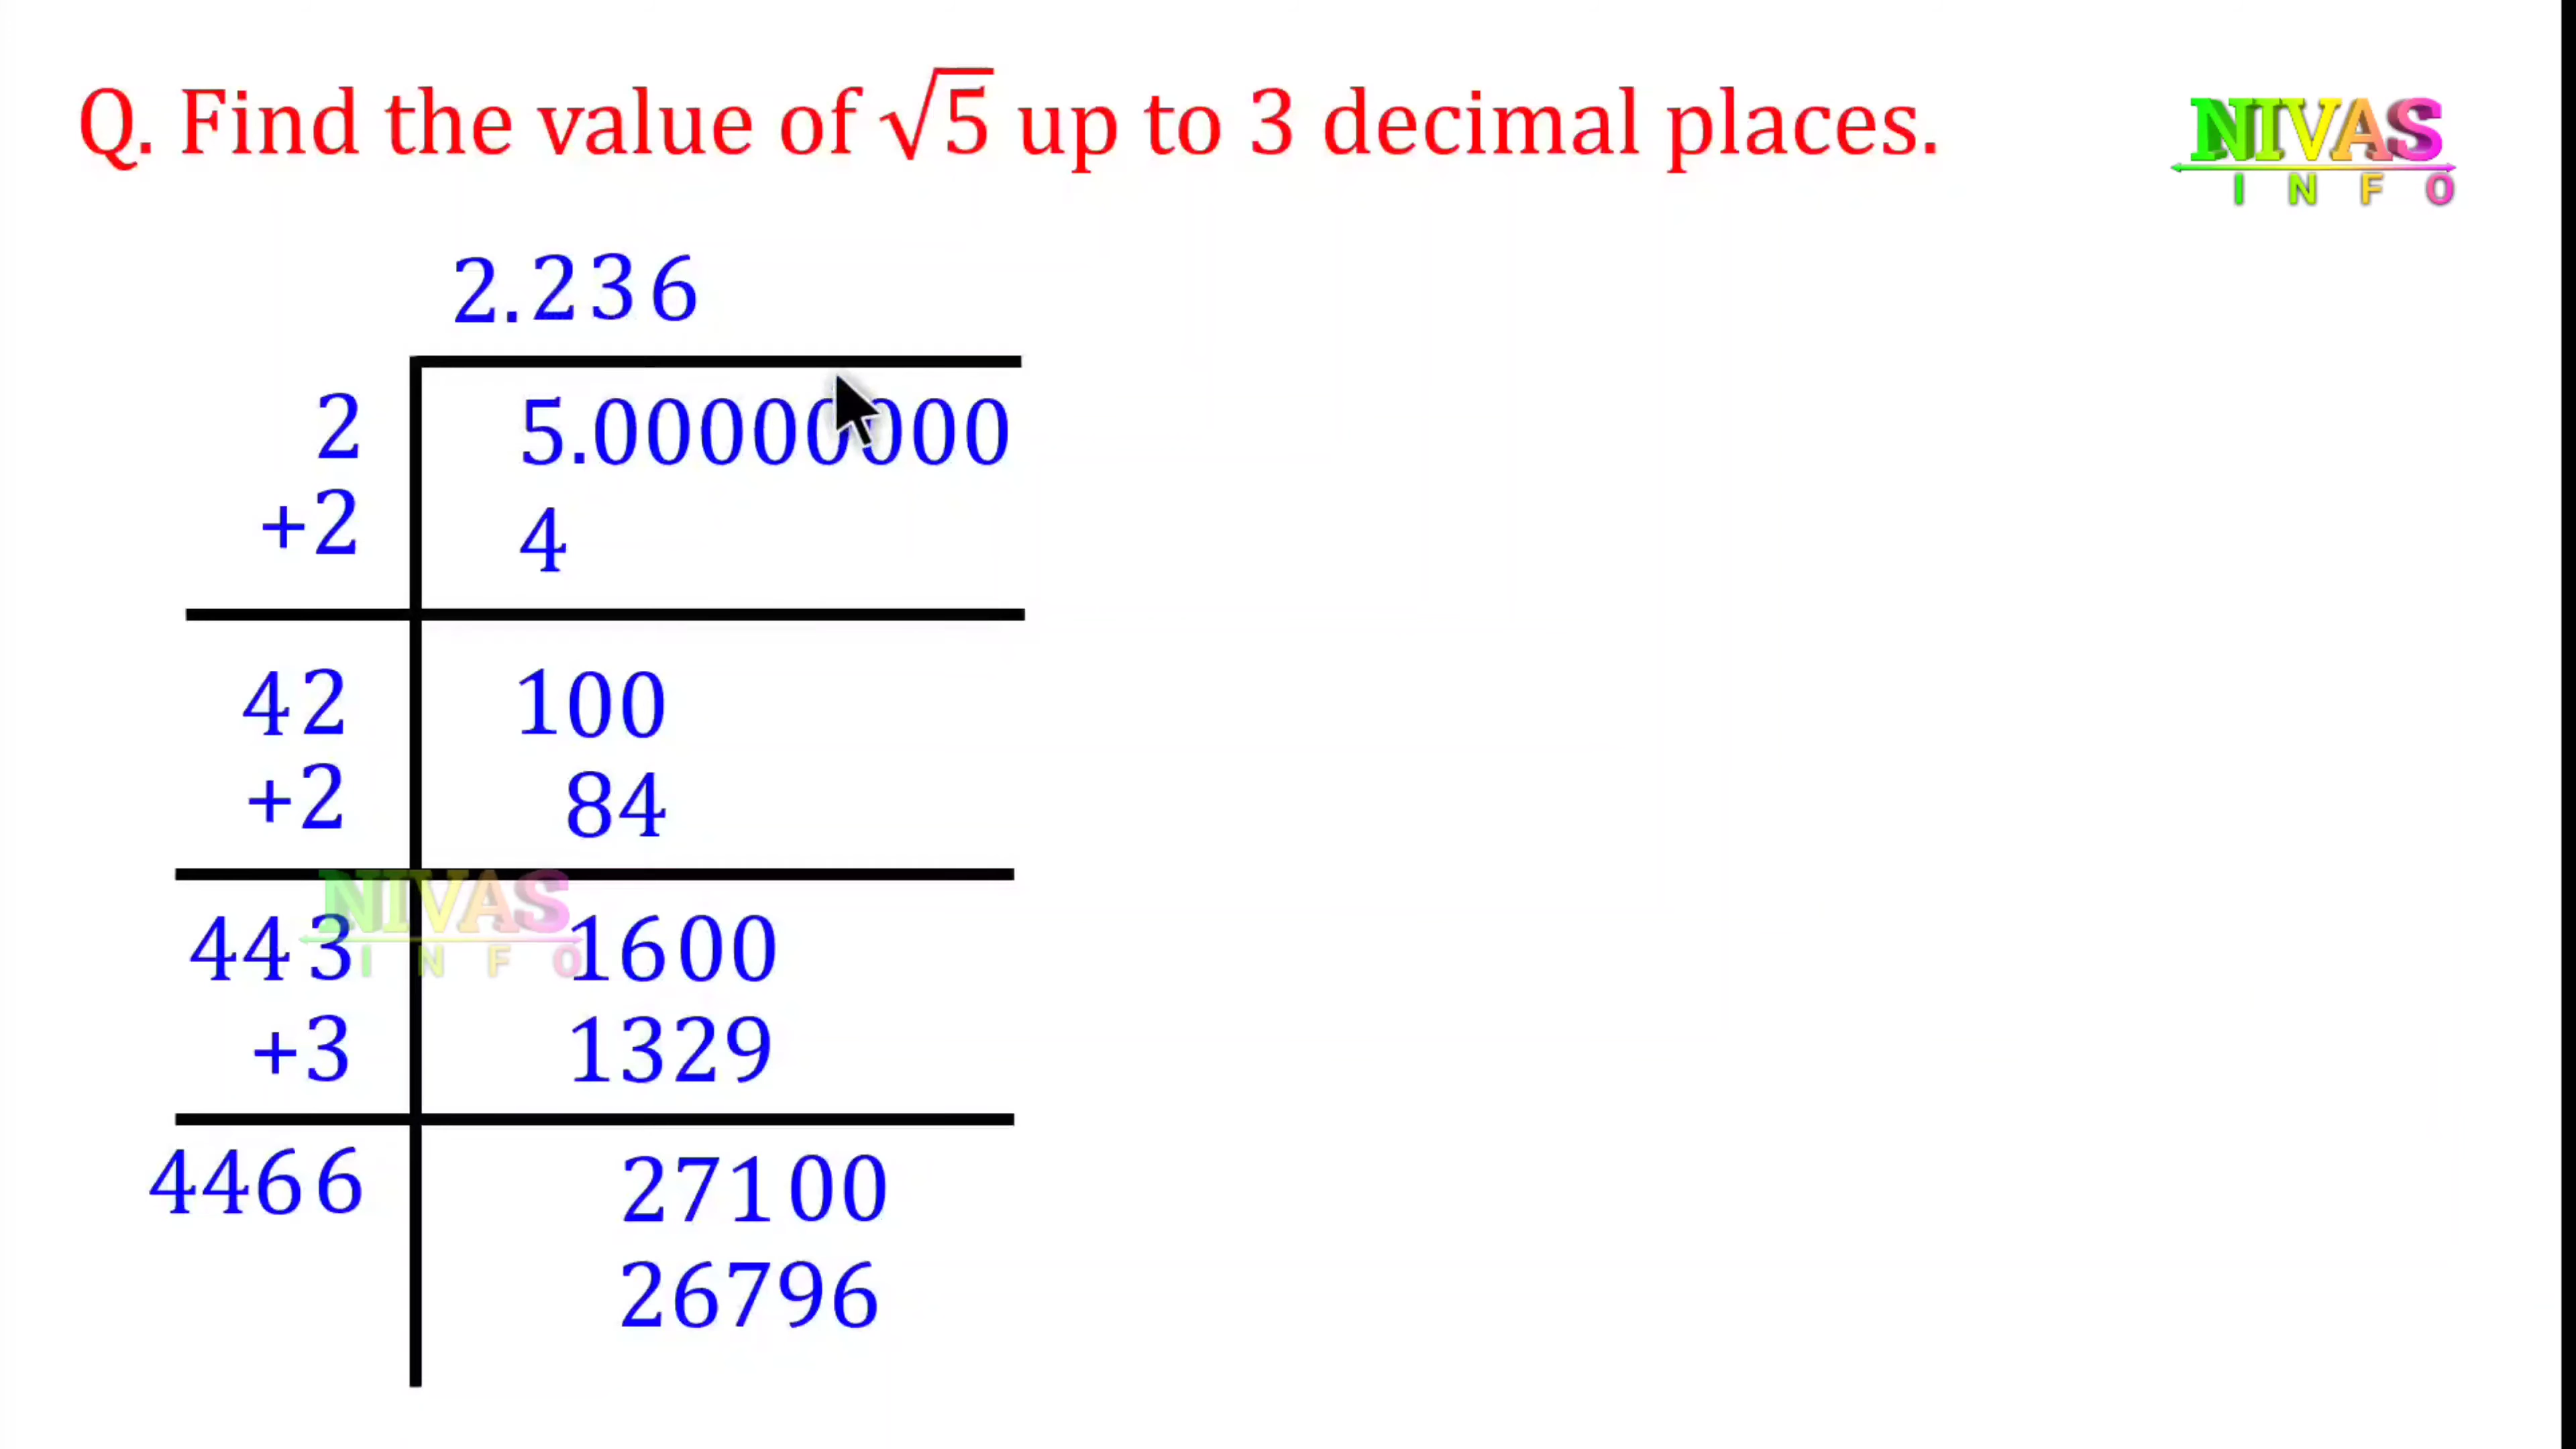 Q. Find the value of √5 up to 3 decimal places.
NIVAS
INFO
2.236
2 5.00000000
+2 4
42 100
+2 84
NIVAS
INFO
443 1600
+3 1329
4466 27100
26796